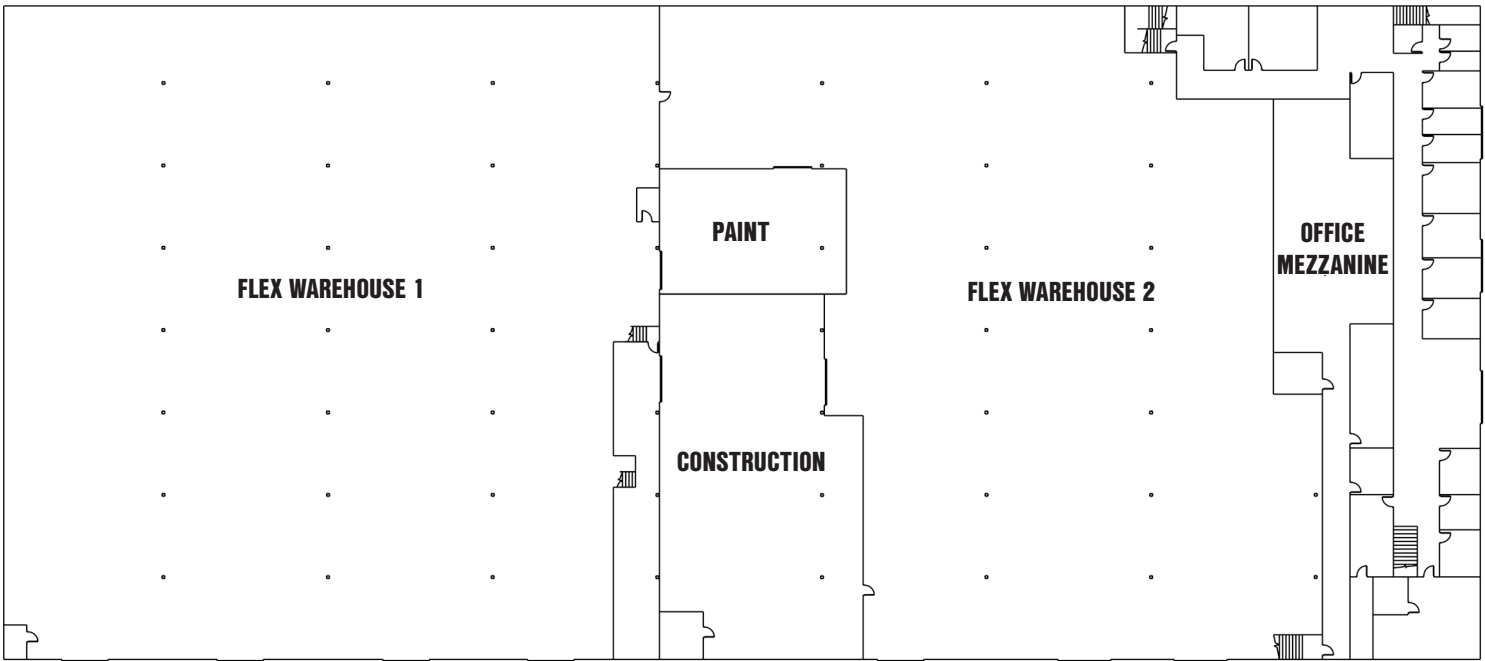 PAINT
OFFICE
MEZZANINE
FLEX WAREHOUSE 1
FLEX WAREHOUSE 2
CONSTRUCTION